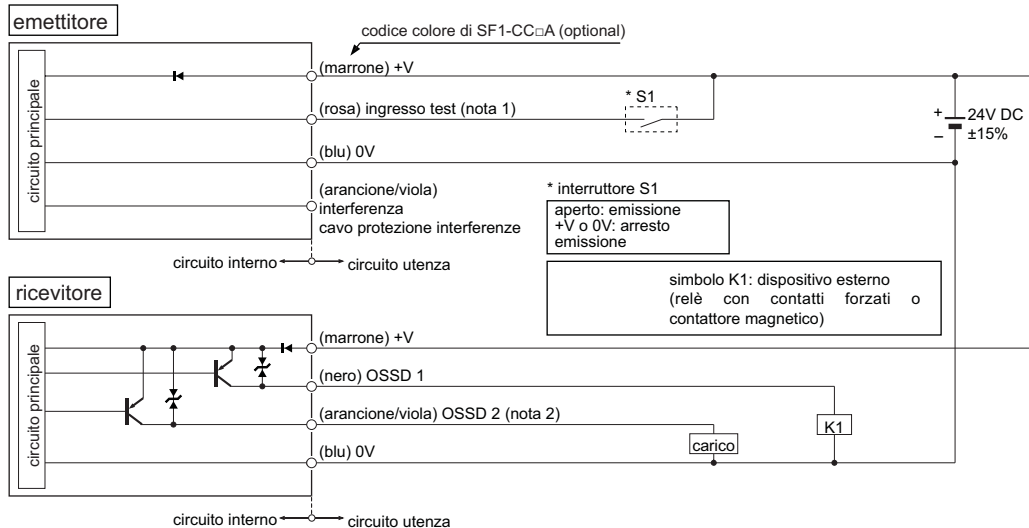 emettitore
codice colore di SF1-CC□A (optional)
circuito principale
(marrone) +V
(rosa) ingresso test (nota 1)
* S1
+
−
24V DC
±15%
(blu) 0V
(arancione/viola)
interferenza
cavo protezione interferenze
* interruttore S1
aperto: emissione
+V o 0V: arresto
emissione
circuito interno
circuito utenza
simbolo K1: dispositivo esterno
(relè con contatti forzati o
contattore magnetico)
ricevitore
circuito principale
(marrone) +V
(nero) OSSD 1
(arancione/viola) OSSD 2 (nota 2)
K1
carico
(blu) 0V
circuito interno
circuito utenza